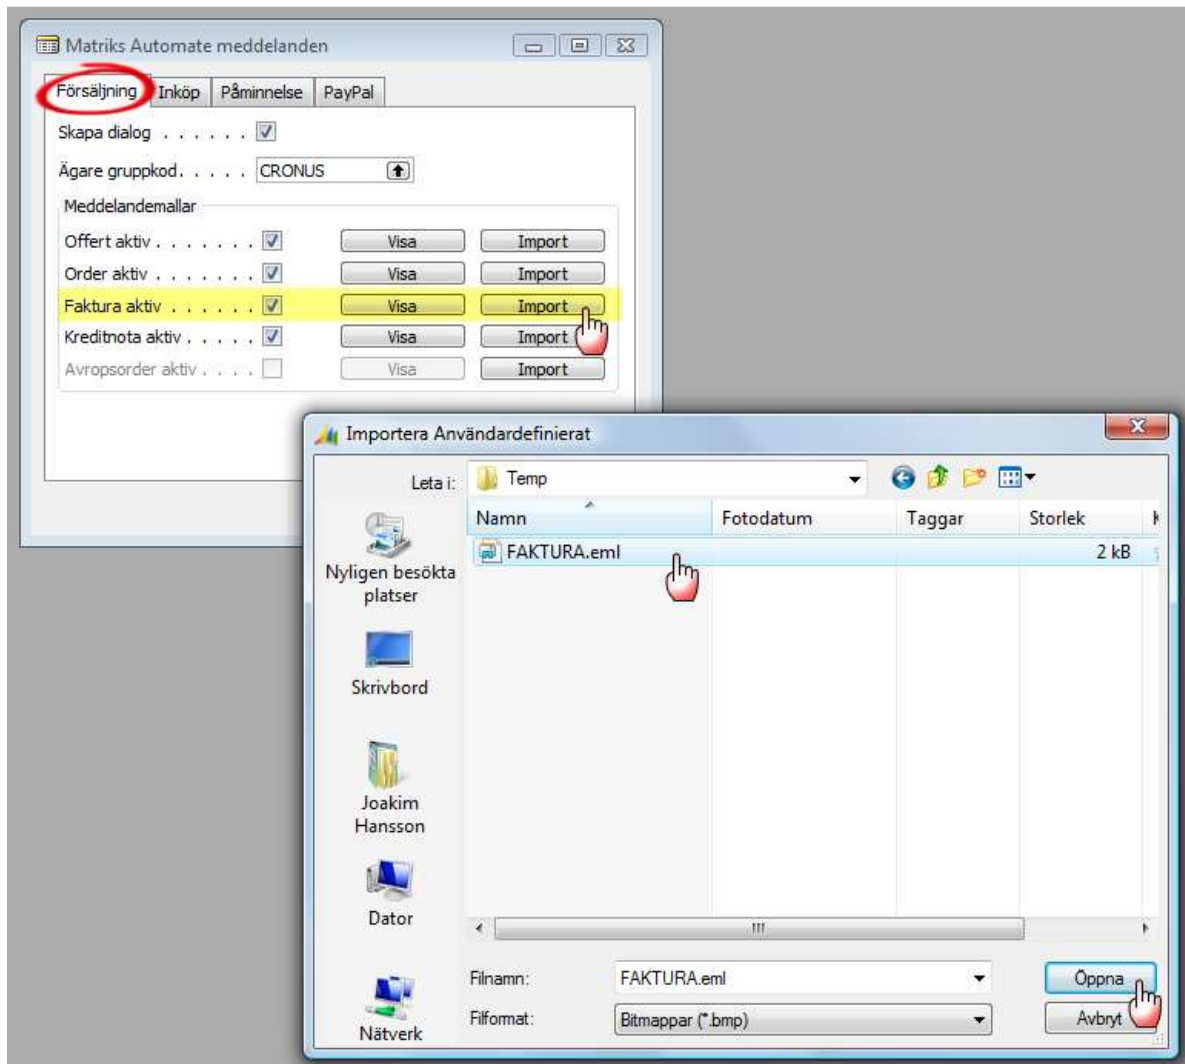 Matriks Automate meddelanden
Försäljning Inköp Påminnelse PayPal
Skapa dialog . . . . . .
Ägare gruppkod. . . . . CRONUS
Meddelandemallar
Offert aktiv . . . . . . . Visa Import
Order aktiv . . . . . . . Visa Import
Faktura aktiv . . . . . . Visa Import
Kreditnota aktiv . . . . . Visa Import
Avropsorder aktiv . . . . Visa Import
Importera Användardefinierat
Leta i: Temp
Namn Fotodatum Taggar Storlek
FAKTURA.eml 2 kB
Nyligen besökta
platser
Skrivbord
Joakim
Hansson
Dator
Nätverk
Filnamn: FAKTURA.eml Öppna
Filformat: Bitmappar (*.bmp) Avbryt